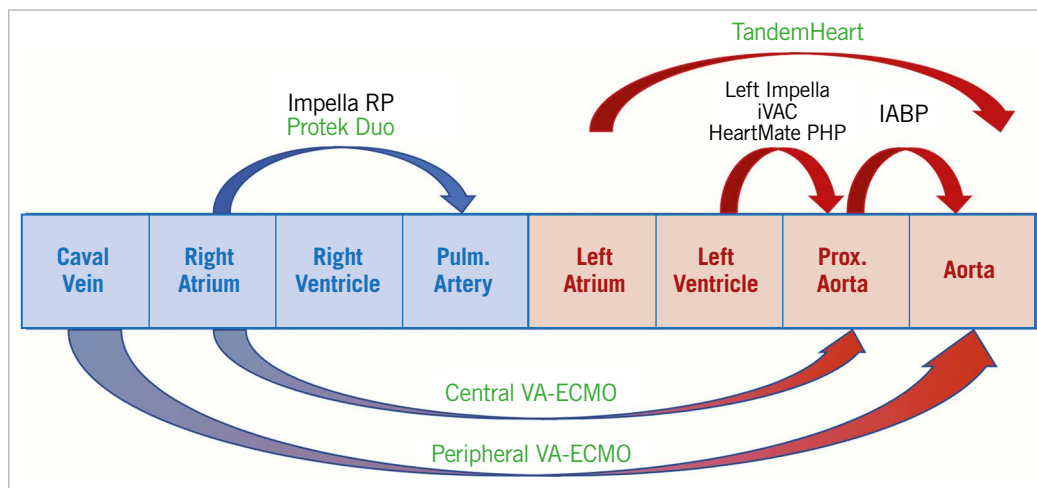 TandemHeart
Impella RP
Protek Duo
Left Impella
iVAC
HeartMate PHP
IABP
Caval
Vein
Right
Atrium
Right
Ventricle
Pulm.
Artery
Left
Atrium
Left
Ventricle
Prox.
Aorta
Aorta
Central VA-ECMO
Peripheral VA-ECMO